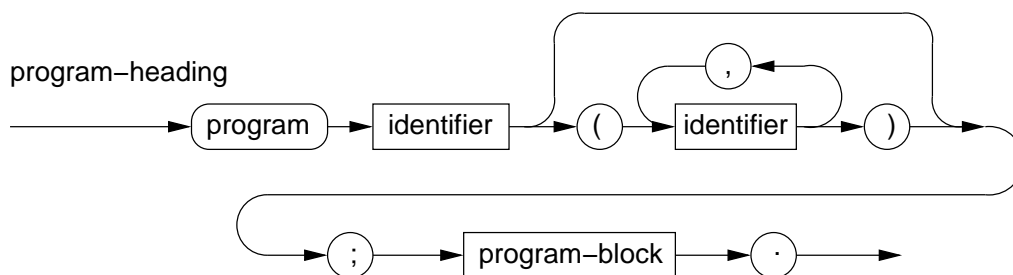 program−heading
,
program identifier ( identifier )
; program−block .